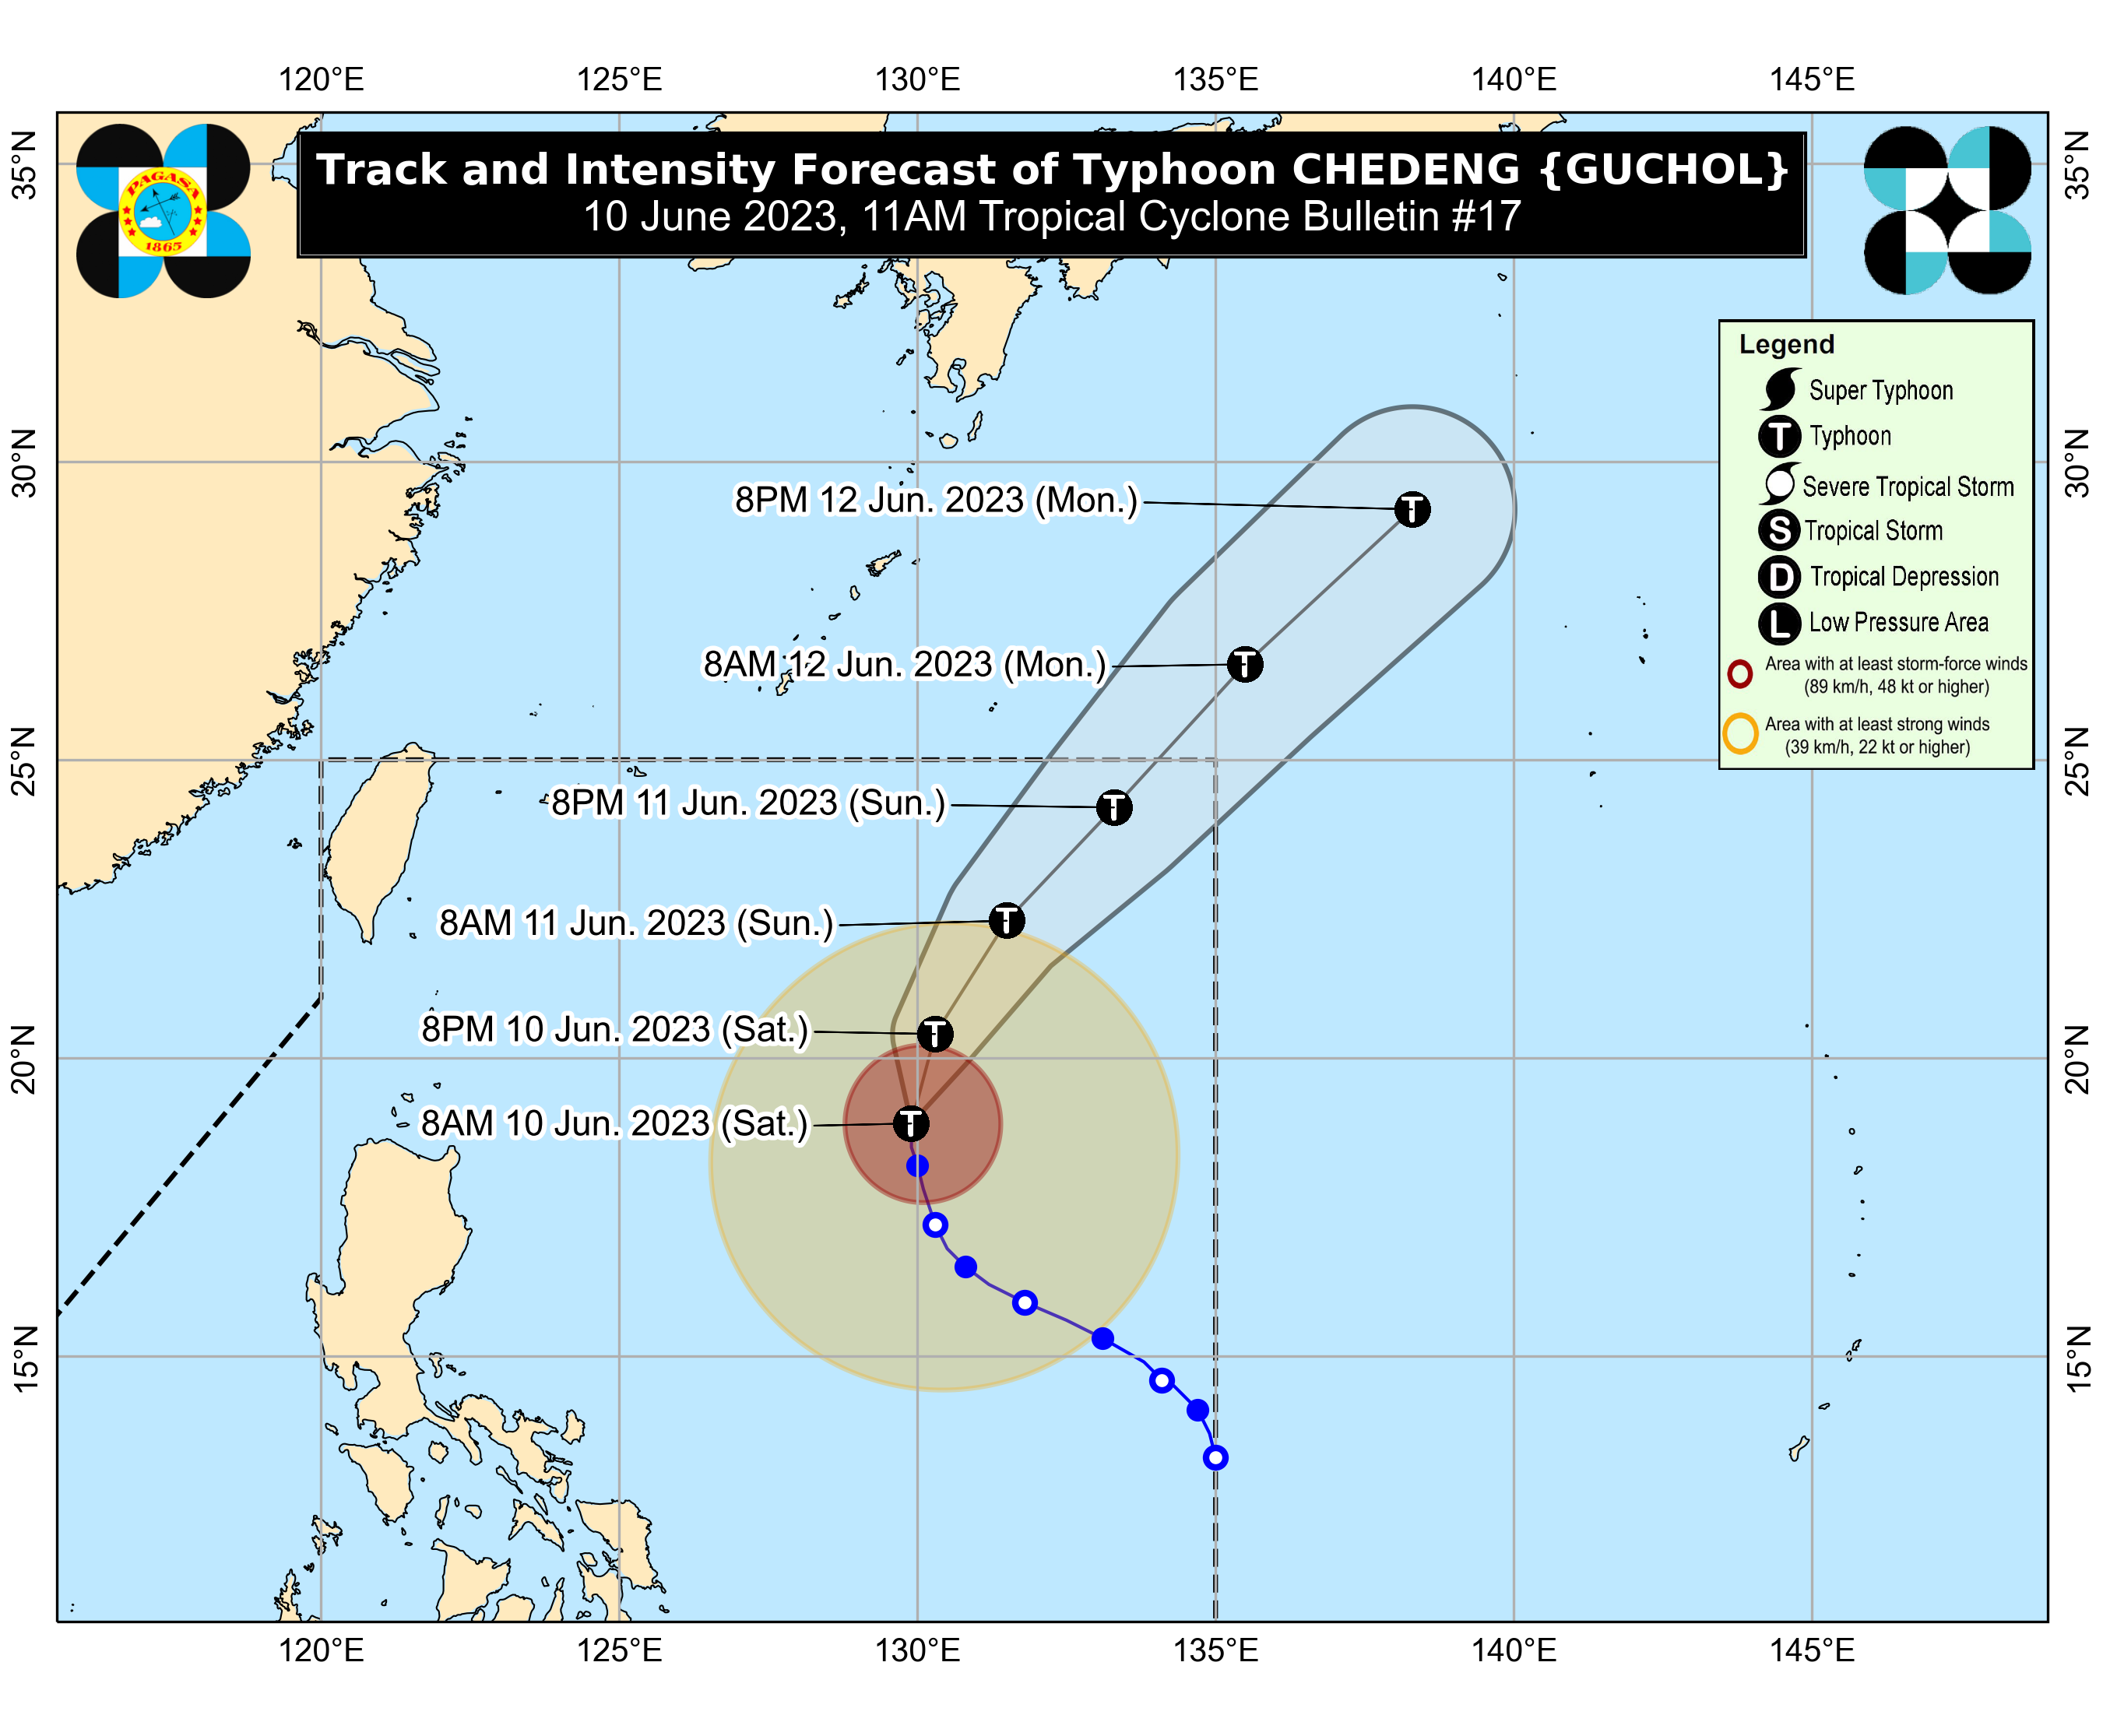 120°E 125°E 130°E 135°E 140°E 145°E
35°N 35°N
PAGASA
1865
Track and Intensity Forecast of Typhoon CHEDENG {GUCHOL}
10 June 2023, 11AM Tropical Cyclone Bulletin #17
Legend
Super Typhoon
T Typhoon
Severe Tropical Storm
S Tropical Storm
D Tropical Depression
L Low Pressure Area
Area with at least storm-force winds
(89 km/h, 48 kt or higher)
Area with at least strong winds
(39 km/h, 22 kt or higher)
30°N 30°N
8PM 12 Jun. 2023 (Mon.) T
8AM 12 Jun. 2023 (Mon.) T
25°N 25°N
8PM 11 Jun. 2023 (Sun.) T
8AM 11 Jun. 2023 (Sun.) T
8PM 10 Jun. 2023 (Sat.) T
20°N 20°N
8AM 10 Jun. 2023 (Sat.) T
15°N 15°N
120°E 125°E 130°E 135°E 140°E 145°E